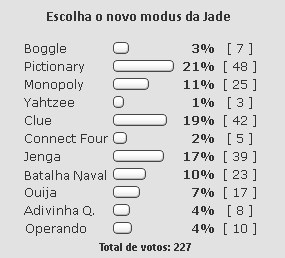 Escolha o novo modus da Jade
Boggle 3% [ 7 ]
Pictionary 21% [ 48 ]
Monopoly 11% [ 25 ]
Yahtzee 1% [ 3 ]
Clue 19% [ 42 ]
Connect Four 2% [ 5 ]
Jenga 17% [ 39 ]
Batalha Naval 10% [ 23 ]
Ouija 7% [ 17 ]
Adivinha Q. 4% [ 8 ]
Operando 4% [ 10 ]
Total de votos: 227